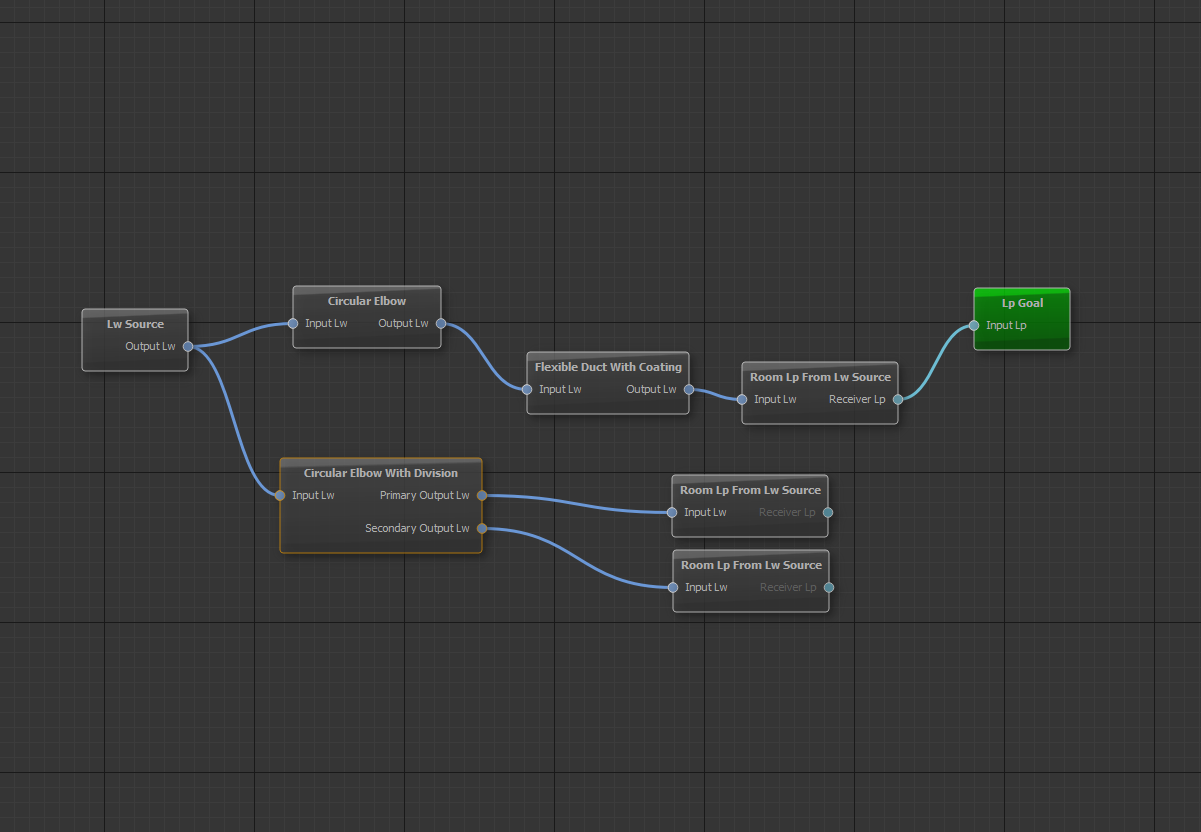 Lw Source
Output Lw
Circular Elbow
Input Lw Output Lw
Flexible Duct With Coating
Input Lw Output Lw
Room Lp From Lw Source
Input Lw Receiver Lp
Lp Goal
Input Lp
Circular Elbow With Division
Input Lw Primary Output Lw
Secondary Output Lw
Room Lp From Lw Source
Input Lw Receiver Lp
Room Lp From Lw Source
Input Lw Receiver Lp